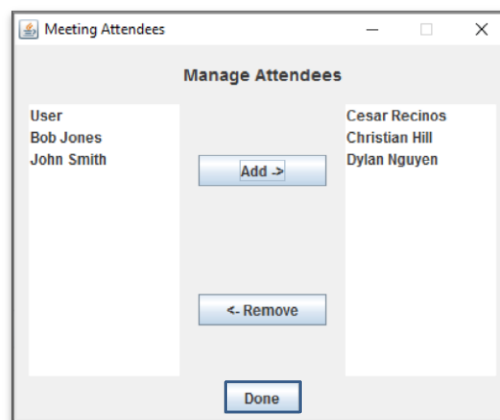 Meeting Attendees
Manage Attendees
User
Bob Jones
John Smith
Add ->
<- Remove
Cesar Recinos
Christian Hill
Dylan Nguyen
Done